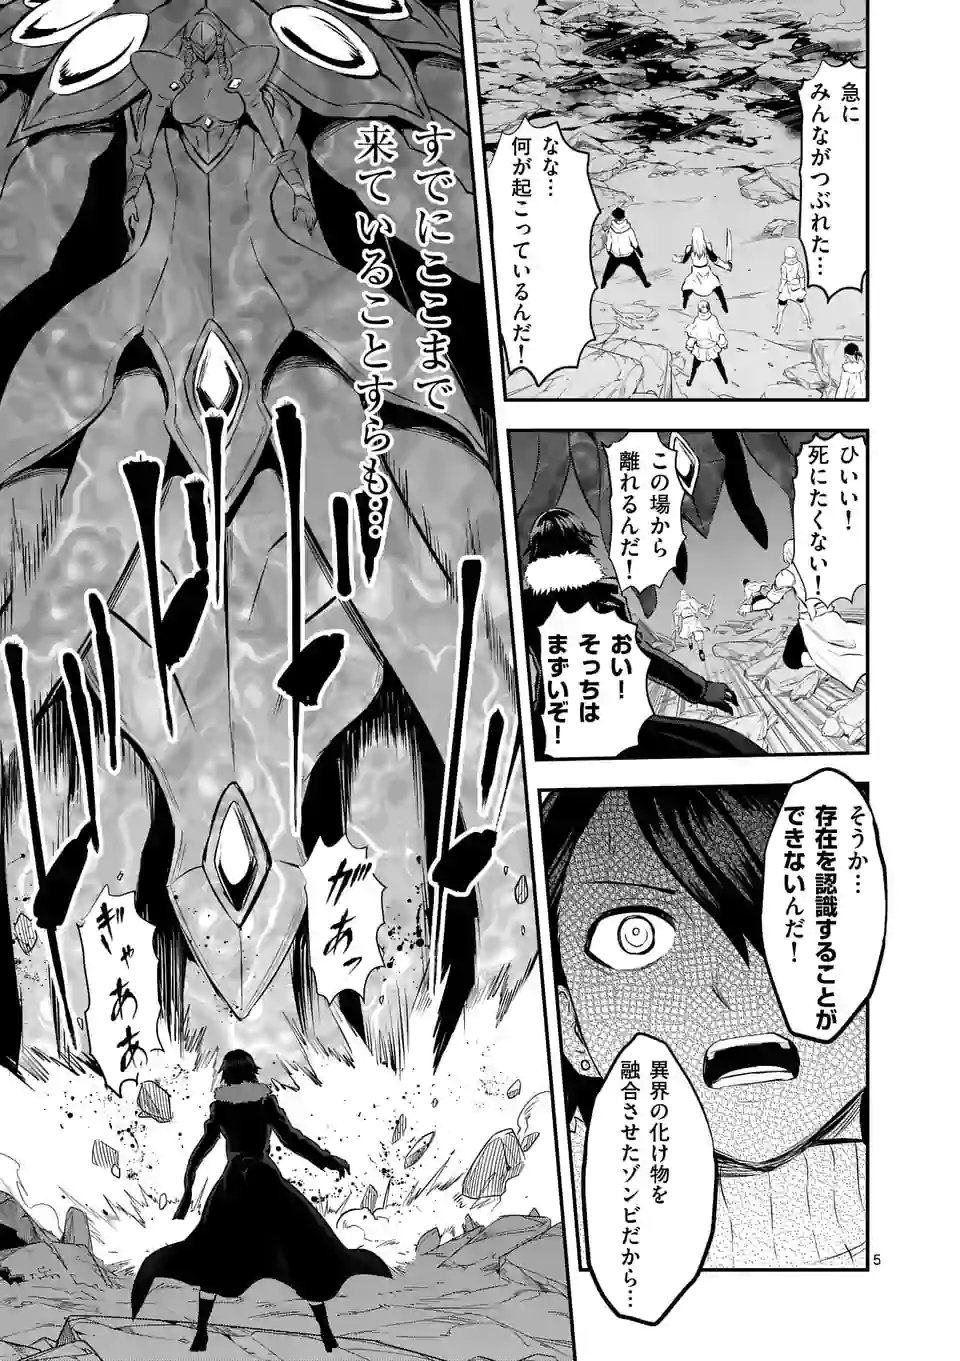 急に
みんながつぶれた…
なな…
何が起こっているんだ！
ひいい！
死にたくない！
この場から
離れるんだ！
おい！
そっちは
まずいぞ！
そうか…
存在を認識することが
できないんだ！
異界の化け物を
融合させたゾンビだから…
5
すでにここまで
来ていることすらも…
がああっ
ぎゃああああ